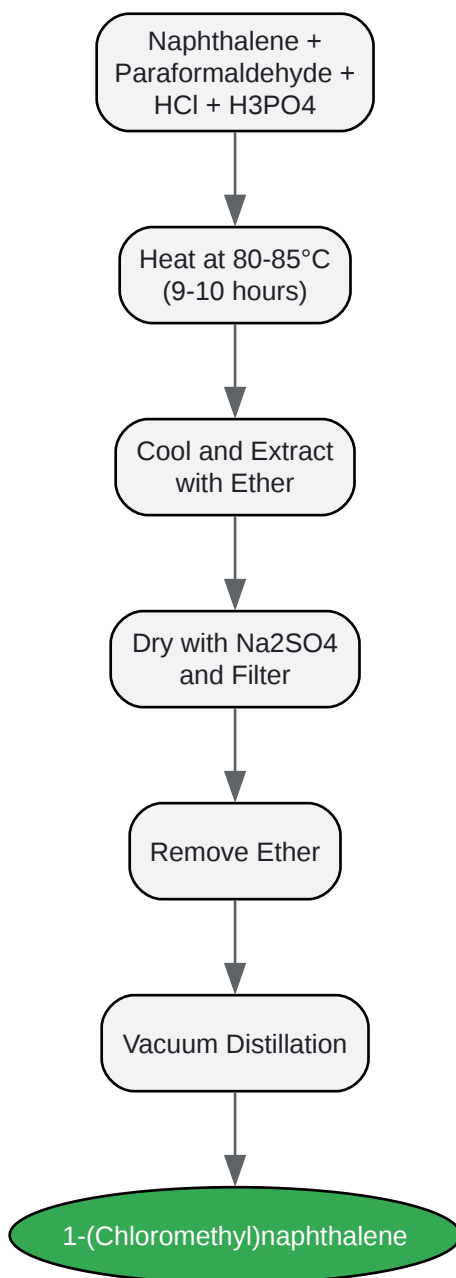 Naphthalene +
Paraformaldehyde +
HCl + H3PO4
Heat at 80-85°C
(9-10 hours)
Cool and Extract
with Ether
Dry with Na2SO4
and Filter
Remove Ether
Vacuum Distillation
1-(Chloromethyl)naphthalene